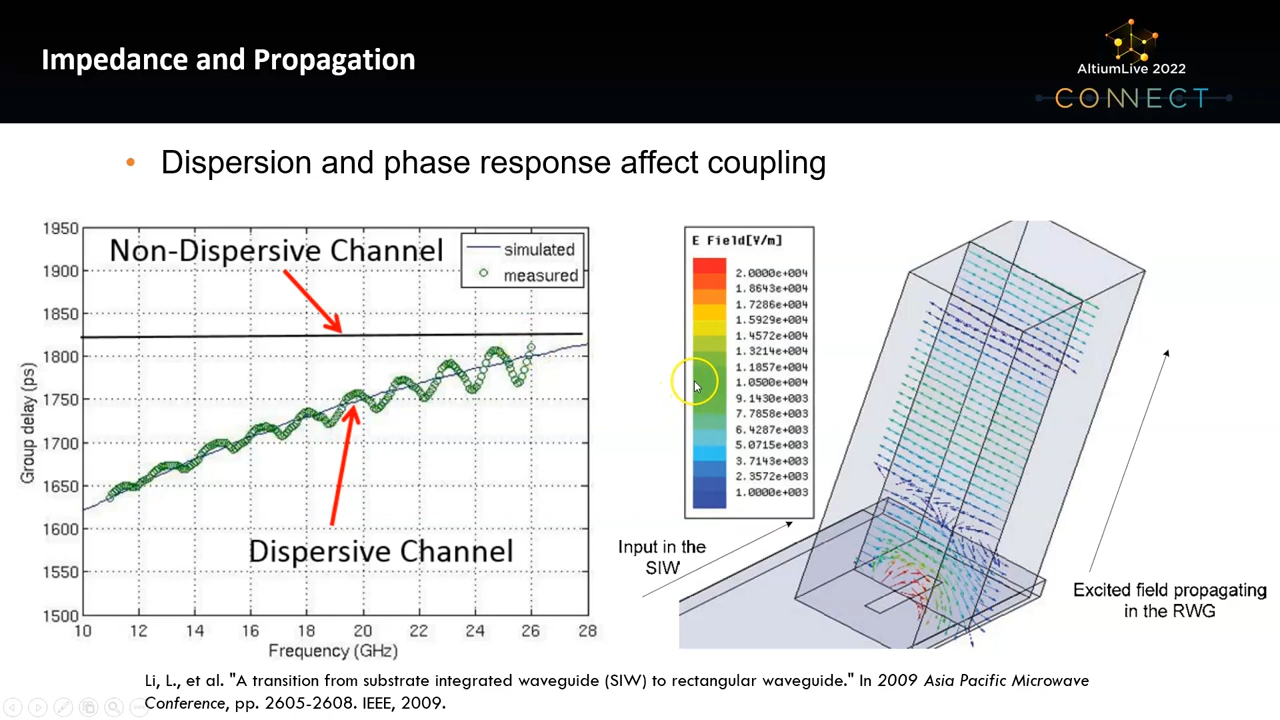 Impedance and Propagation
AltiumLive 2022
CONNECT
• Dispersion and phase response affect coupling
1950
1900
1850
1800
1750
1700
1650
1600
1550
1500
Group delay (ps)
Non-Dispersive Channel
simulated
measured
Dispersive Channel
10 12 14 16 18 20 22 24 26 28
Frequency (GHz)
E Field[V/m]
2.0000e+004
1.8643e+004
1.7286e+004
1.5929e+004
1.4572e+004
1.3214e+004
1.1857e+004
1.0500e+004
9.1430e+003
7.7858e+003
6.4287e+003
5.0715e+003
3.7143e+003
2.3572e+003
1.0000e+003
Input in the
SIW
Excited field propagating
in the RWG
Li, L., et al. "A transition from substrate integrated waveguide (SIW) to rectangular waveguide." In 2009 Asia Pacific Microwave
Conference, pp. 2605-2608. IEEE, 2009.